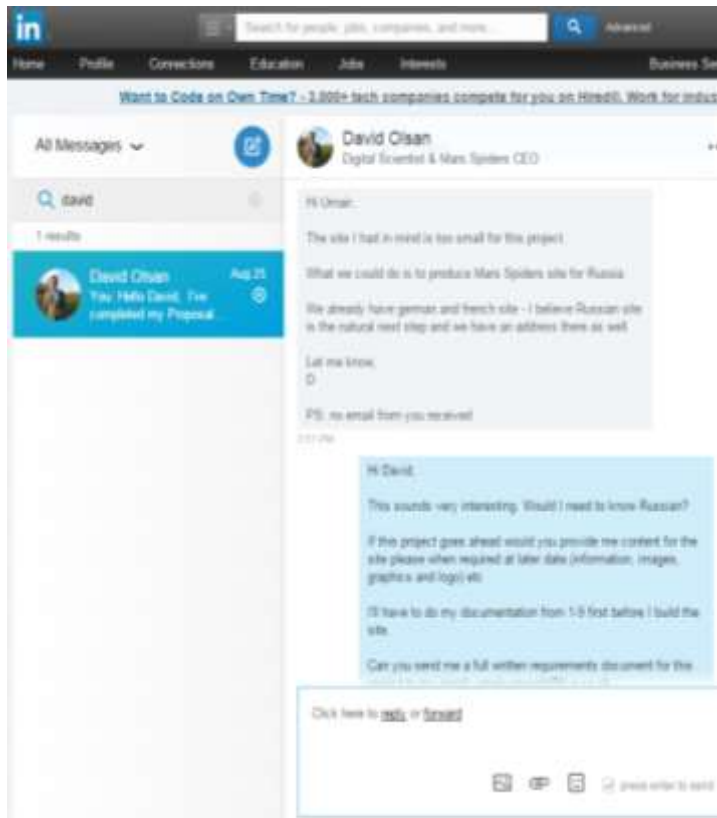 in
Search for people, jobs, companies, and more...
Advanced
Home Profile Connections Education Jobs Interests
Business Se
Want to Code on Own Time? - 3,000+ tech companies compete for you on Hired®. Work for indus
All Messages
david
1 results
David Olsan Aug 25
You: Hello David, I've
completed my Proposal
David Olsan
Digital Scientist & Mars Spiders CEO
Hi Umair,
The site I had in mind is too small for this project.
What we could do is to produce Mars Spiders site for Russia.
We already have german and french site - I believe Russian site
is the natural next step and we have an address there as well.
Let me know,
D
PS: no email from you received
Hi David,
This sounds very interesting. Would I need to know Russian?
If this project goes ahead would you provide me content for the
site please when required at later date (information, images,
graphics and logo) etc
I'll have to do my documentation from 1-5 first before I build the
site.
Can you send me a full written requirements document for this
Click here to reply or forward
press enter to send